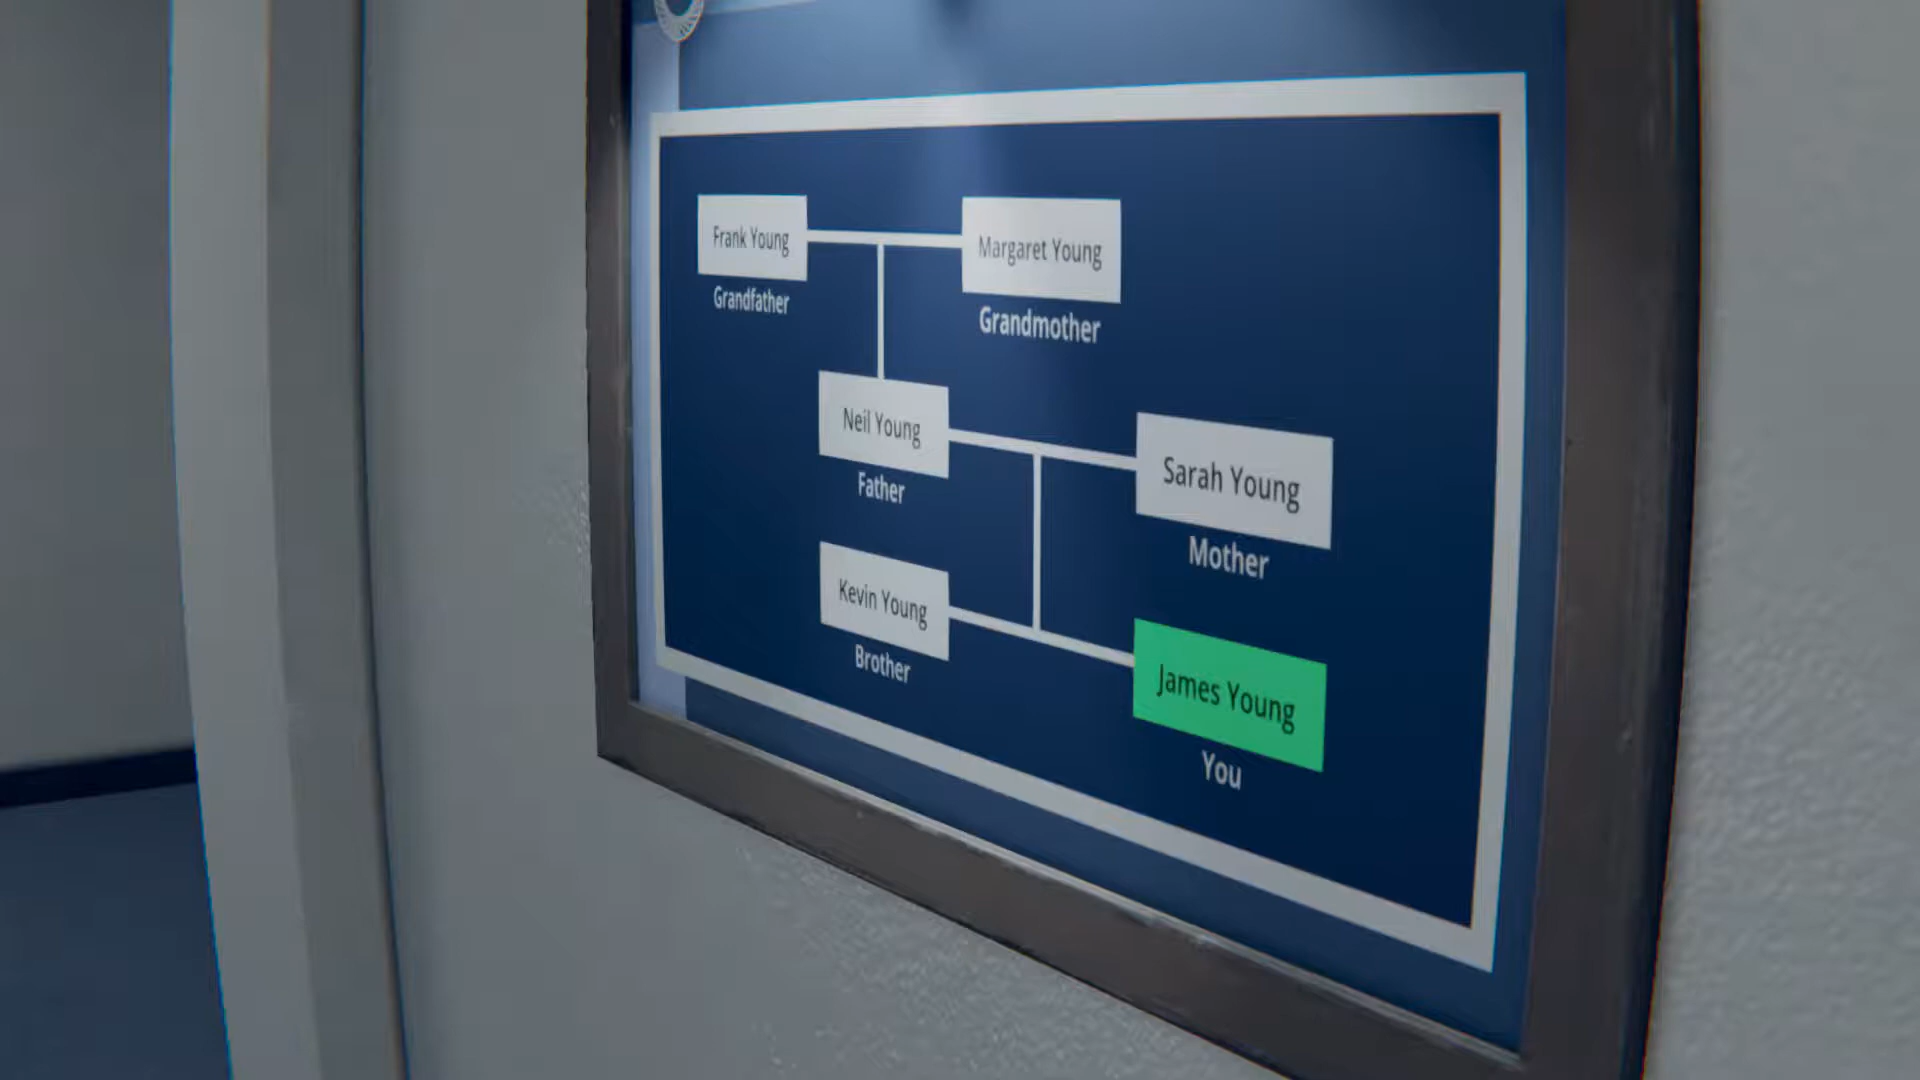 Frank Young
Grandfather
Margaret Young
Grandmother
Neil Young
Father
Sarah Young
Mother
Kevin Young
Brother
James Young
You